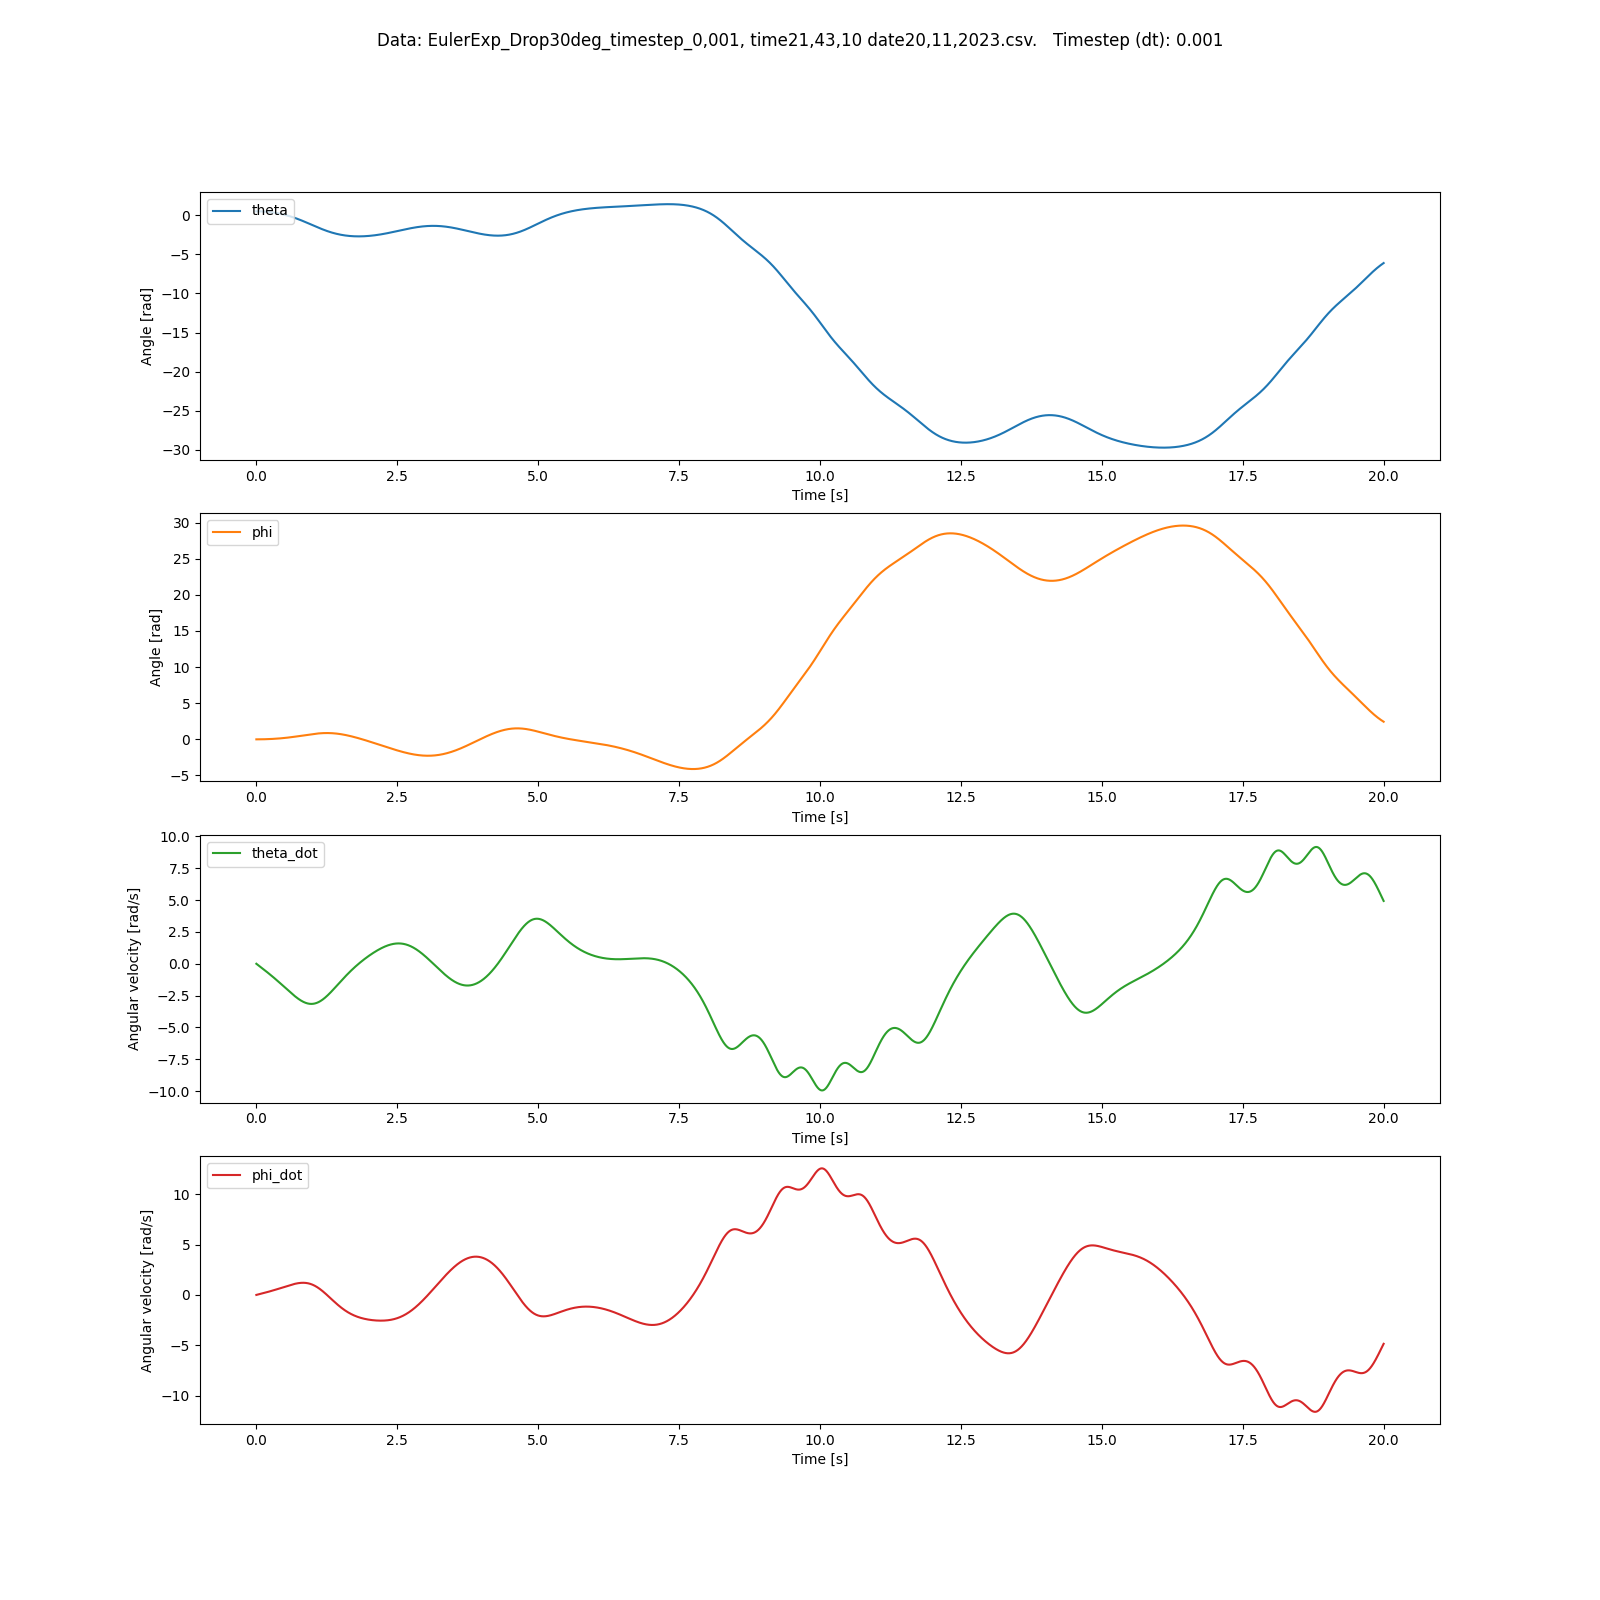 Data: EulerExp_Drop30deg_timestep_0,001, time21,43,10 date20,11,2023.csv.   Timestep (dt): 0.001
theta
Angle [rad]
0
−5
−10
−15
−20
−25
−30
0.0 2.5 5.0 7.5 10.0 12.5 15.0 17.5 20.0
Time [s]
phi
Angle [rad]
30
25
20
15
10
5
0
−5
0.0 2.5 5.0 7.5 10.0 12.5 15.0 17.5 20.0
Time [s]
theta_dot
Angular velocity [rad/s]
10.0
7.5
5.0
2.5
0.0
−2.5
−5.0
−7.5
−10.0
0.0 2.5 5.0 7.5 10.0 12.5 15.0 17.5 20.0
Time [s]
phi_dot
Angular velocity [rad/s]
10
5
0
−5
−10
0.0 2.5 5.0 7.5 10.0 12.5 15.0 17.5 20.0
Time [s]